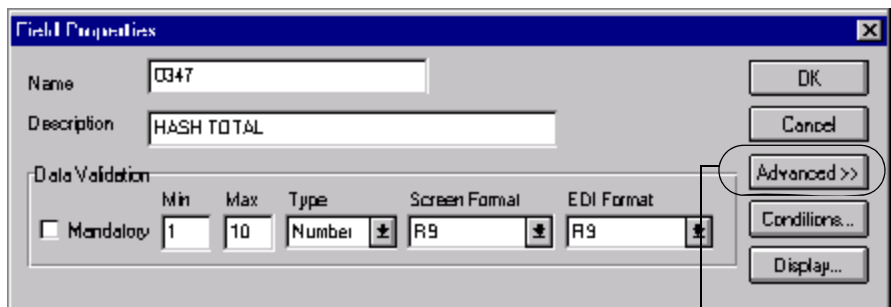 Field Properties
Name 0347 OK
Description HASH TOTAL Cancel
Data Validation Advanced >>
Min Max Type Screen Format EDI Format
Mandatory 1 10 Number R9 R9 Conditions...
Display...